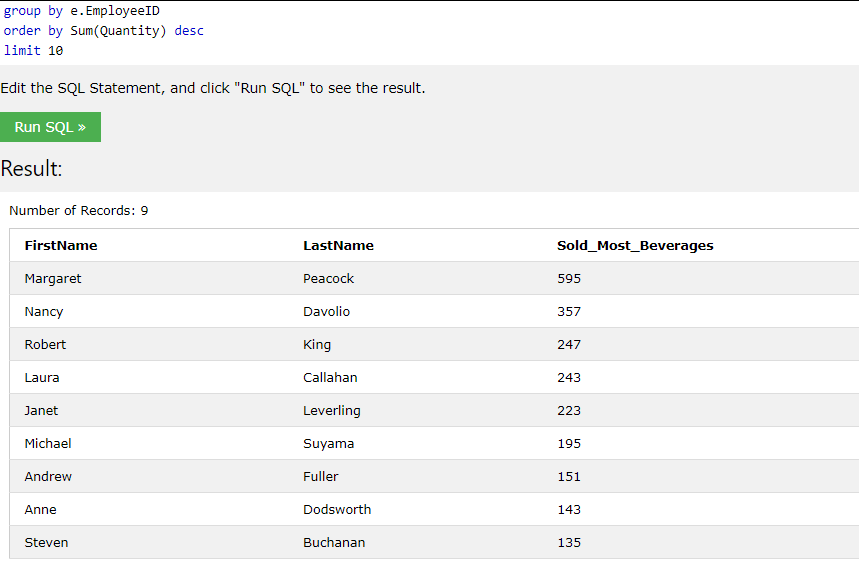 group by e.EmployeeID
order by Sum(Quantity) desc
limit 10
Edit the SQL Statement, and click "Run SQL" to see the result.
Run SQL »
Result:
Number of Records: 9
FirstName LastName Sold_Most_Beverages
Margaret Peacock 595
Nancy Davolio 357
Robert King 247
Laura Callahan 243
Janet Leverling 223
Michael Suyama 195
Andrew Fuller 151
Anne Dodsworth 143
Steven Buchanan 135